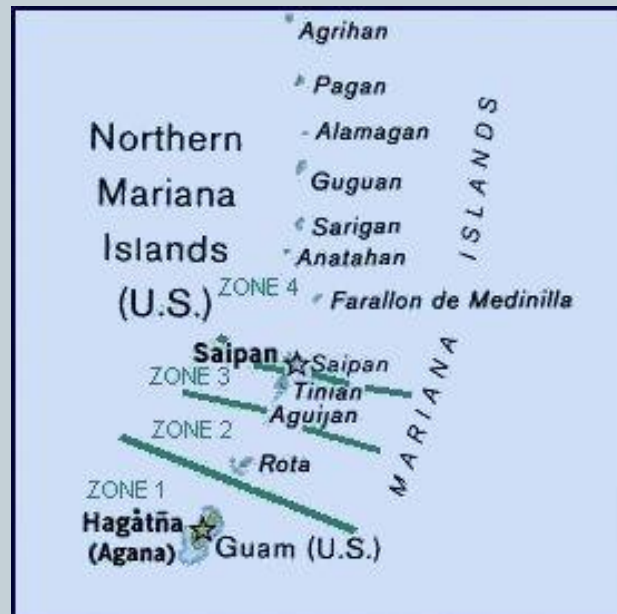 Agrihan
Pagan
Alamagan
Guguan
Sarigan
Anatahan
Farallon de Medinilla
Northern
Mariana
Islands
(U.S.)
ZONE 4
MARIANA ISLANDS
Saipan
Saipan
ZONE 3
Tinian
Aguijan
ZONE 2
Rota
ZONE 1
Hagåtña
(Agana)
Guam (U.S.)